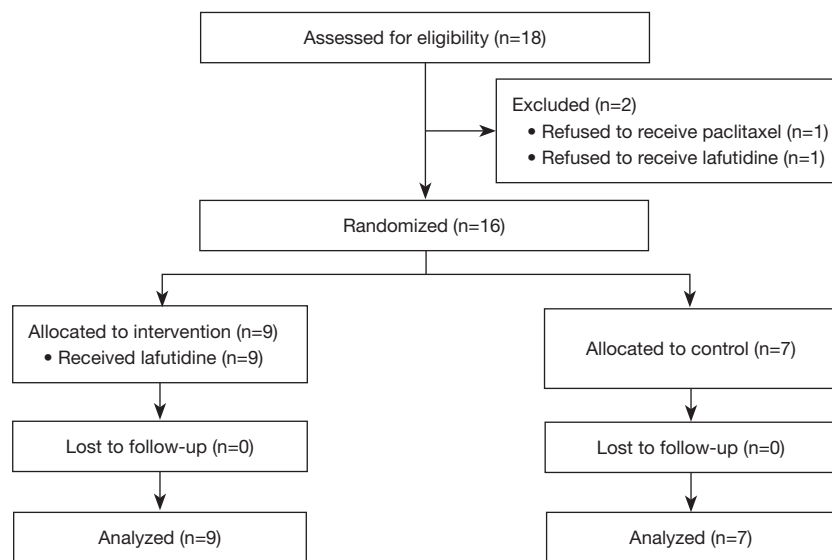 Assessed for eligibility (n=18)
Excluded (n=2)
• Refused to receive paclitaxel (n=1)
• Refused to receive lafutidine (n=1)
Randomized (n=16)
Allocated to intervention (n=9)
• Received lafutidine (n=9)
Allocated to control (n=7)
Lost to follow-up (n=0)
Lost to follow-up (n=0)
Analyzed (n=9)
Analyzed (n=7)